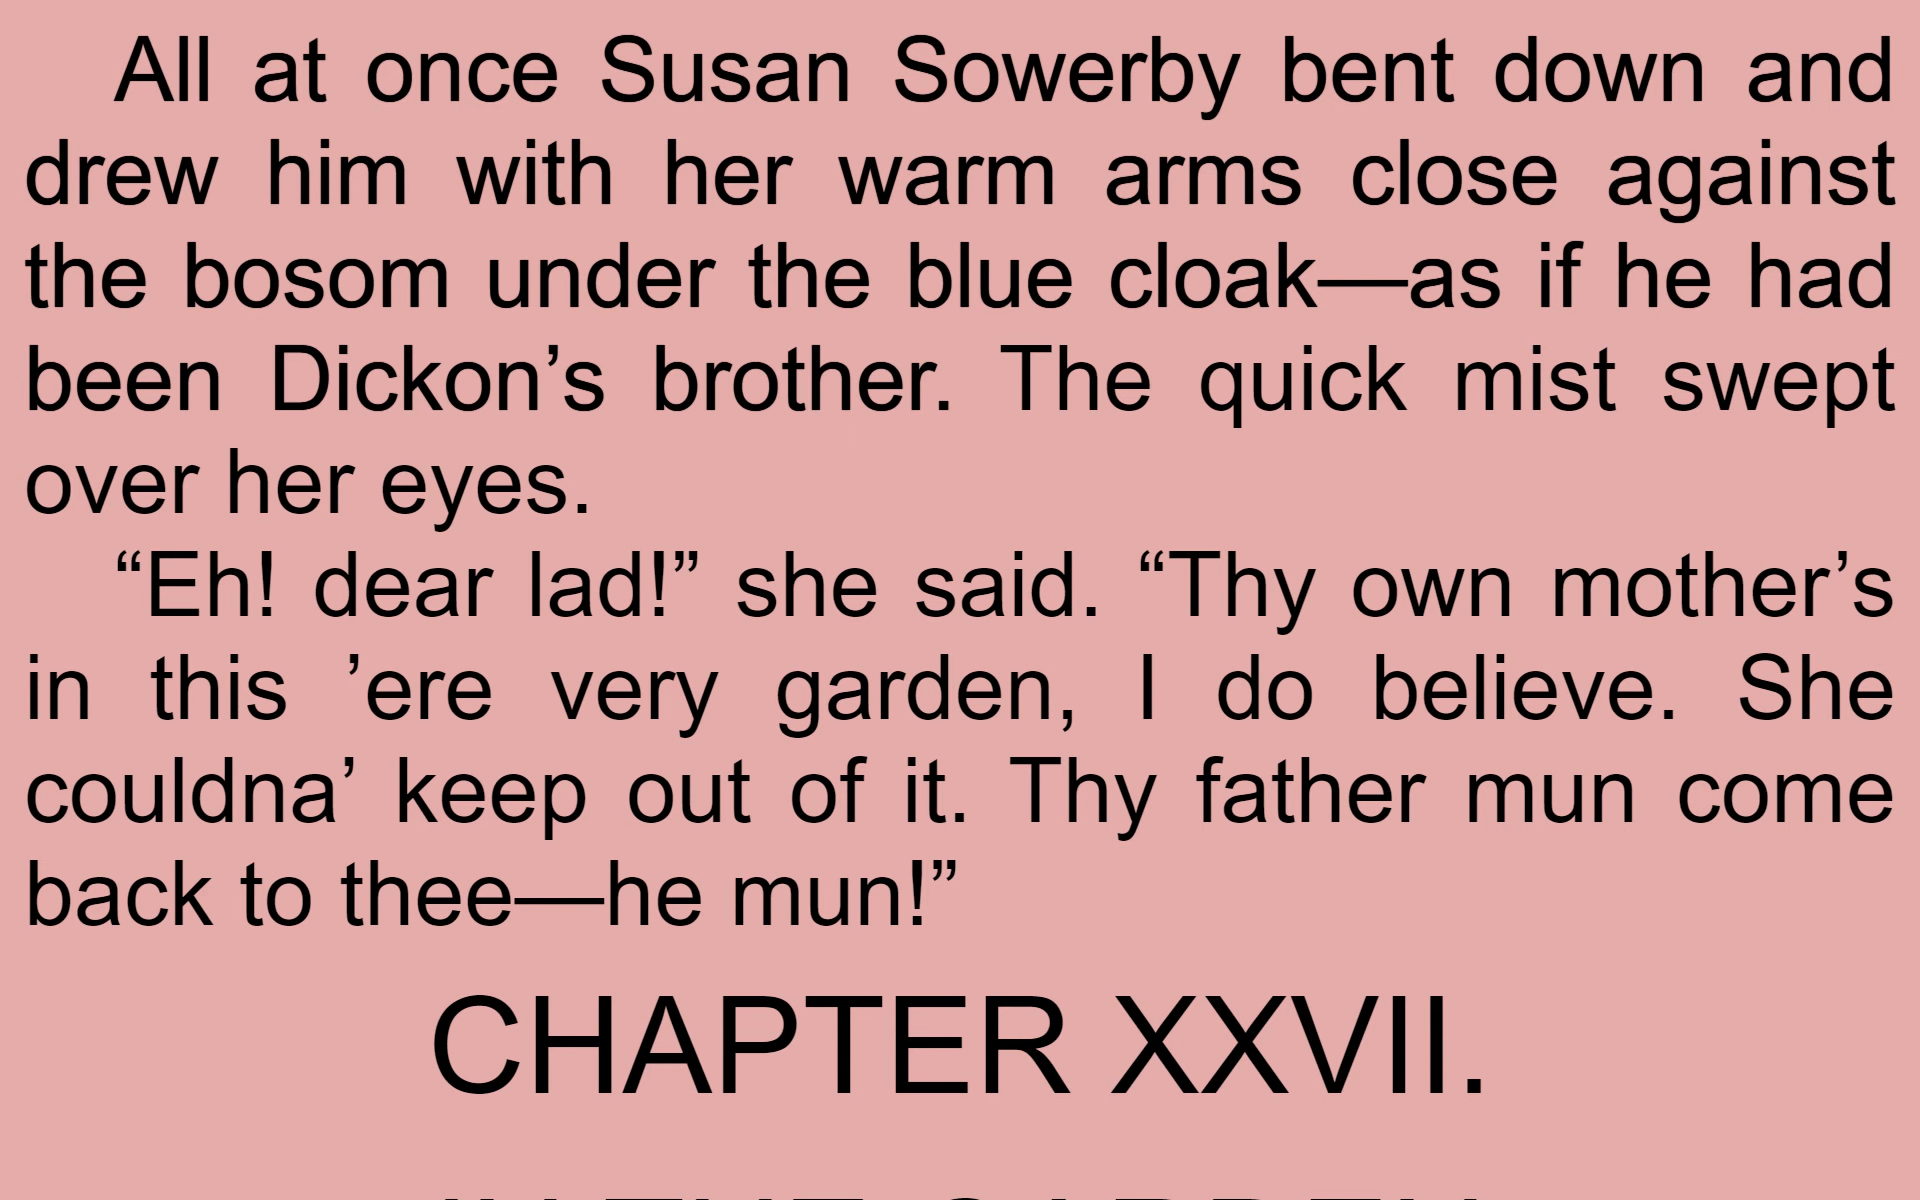 All at once Susan Sowerby bent down and
drew him with her warm arms close against
the bosom under the blue cloak—as if he had
been Dickon’s brother. The quick mist swept
over her eyes.
“Eh! dear lad!” she said. “Thy own mother’s
in this ’ere very garden, I do believe. She
couldna’ keep out of it. Thy father mun come
back to thee—he mun!”
CHAPTER XXVII.